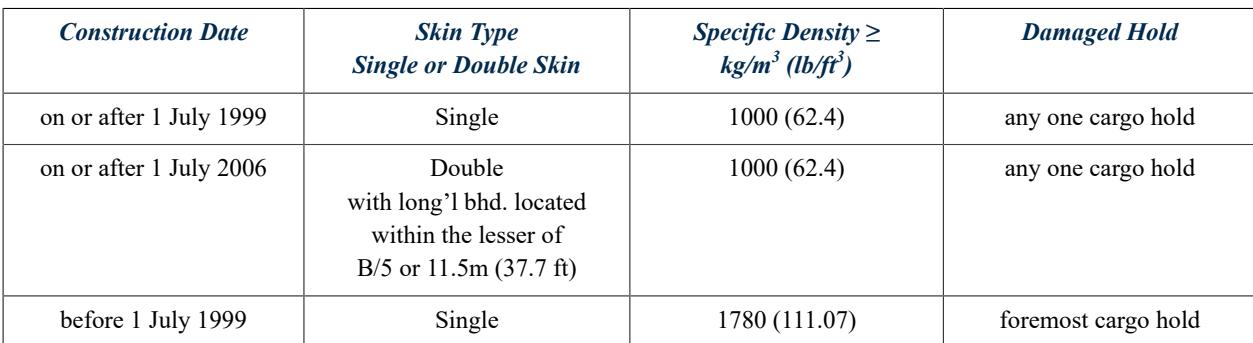 Construction Date
Skin Type
Single or Double Skin
Specific Density ≥
kg/m³ (lb/ft³)
Damaged Hold
on or after 1 July 1999
Single
1000 (62.4)
any one cargo hold
on or after 1 July 2006
Double
with long’l bhd. located
within the lesser of
B/5 or 11.5m (37.7 ft)
1000 (62.4)
any one cargo hold
before 1 July 1999
Single
1780 (111.07)
foremost cargo hold